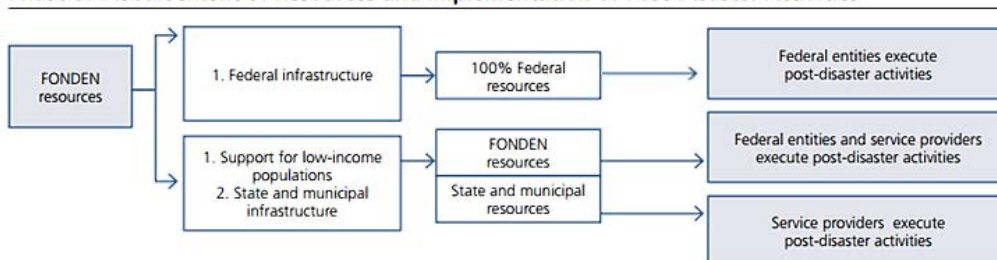 FONDEN
resources
1. Federal infrastructure
100% Federal
resources
Federal entities execute
post-disaster activities
1. Support for low-income
populations
2. State and municipal
infrastructure
FONDEN
resources
State and municipal
resources
Federal entities and service providers
execute post-disaster activities
Service providers execute
post-disaster activities